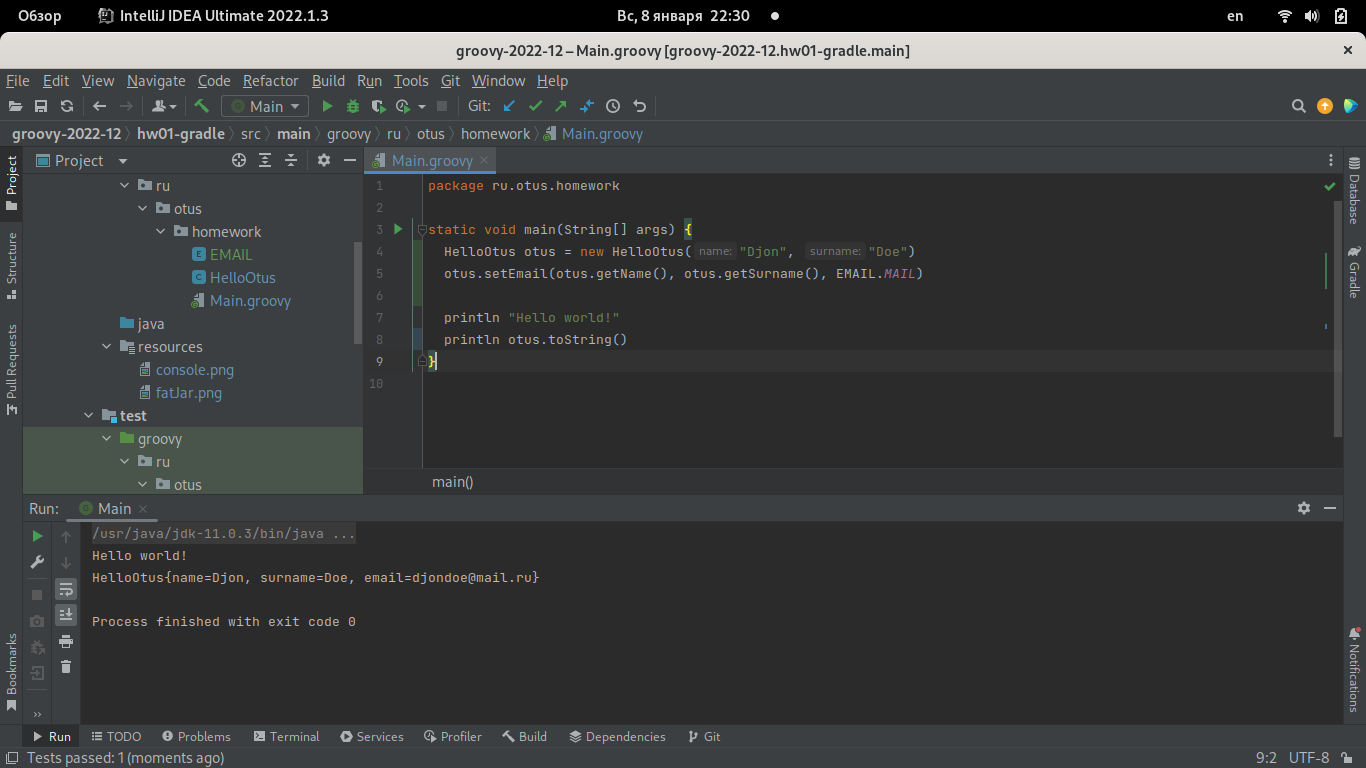 Обзор IntelliJ IDEA Ultimate 2022.1.3 Вс, 8 января 22:30 en
groovy-2022-12 – Main.groovy [groovy-2022-12.hw01-gradle.main]
File Edit View Navigate Code Refactor Build Run Tools Git Window Help
Main Git:
groovy-2022-12 hw01-gradle src main groovy ru otus homework Main.groovy
Project
Structure
Pull Requests
Bookmarks
Project
ru
otus
homework
EMAIL
HelloOtus
Main.groovy
java
resources
console.png
fatJar.png
test
groovy
ru
otus
Main.groovy
1 package ru.otus.homework
2
3 static void main(String[] args) {
4 HelloOtus otus = new HelloOtus( name: "Djon", surname: "Doe")
5 otus.setEmail(otus.getName(), otus.getSurname(), EMAIL.MAIL)
6
7 println "Hello world!"
8 println otus.toString()
9 }
10
main()
Database
Gradle
Notifications
Run: Main
/usr/java/jdk-11.0.3/bin/java ...
Hello world!
HelloOtus{name=Djon, surname=Doe, email=djondoe@mail.ru}
Process finished with exit code 0
Run TODO Problems Terminal Services Profiler Build Dependencies Git
Tests passed: 1 (moments ago) 9:2 UTF-8